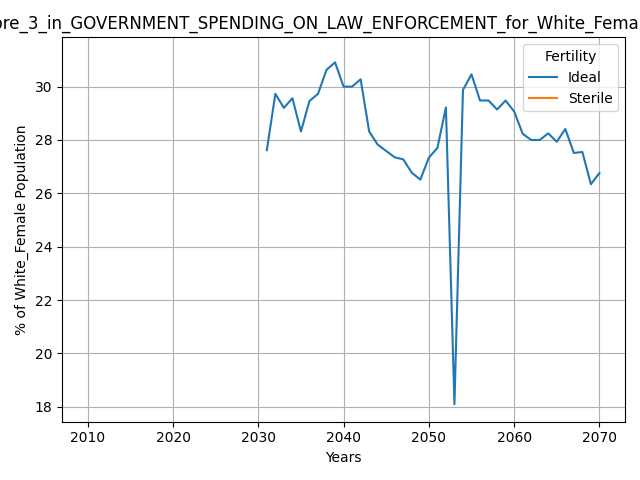 ore_3_in_GOVERNMENT_SPENDING_ON_LAW_ENFORCEMENT_for_White_Fema
Fertility
Ideal
Sterile
% of White_Female Population
30
28
26
24
22
20
18
2010 2020 2030 2040 2050 2060 2070
Years